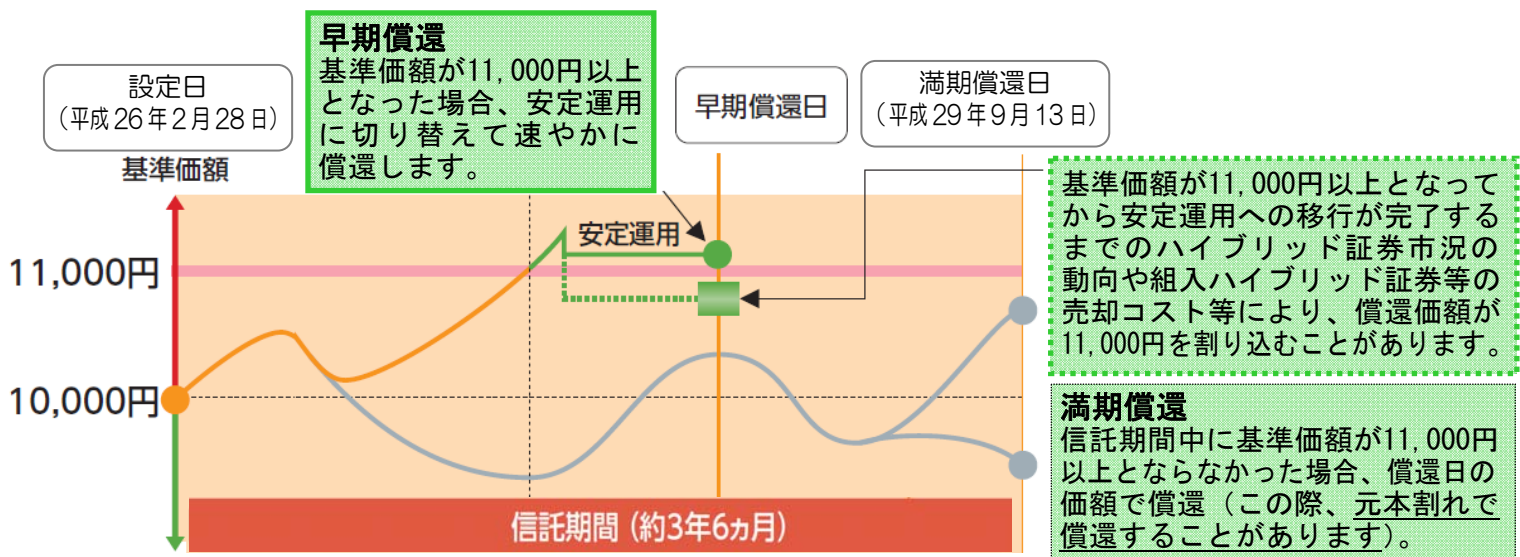 設定日
（平成26年2月28日）
早期償還
基準価額が11,000円以上
となった場合、安定運用
に切り替えて速やかに
償還します。
早期償還日
満期償還日
（平成29年9月13日）
基準価額
安定運用
11,000円
10,000円
基準価額が11,000円以上となって
から安定運用への移行が完了する
までのハイブリッド証券市況の
動向や組入ハイブリッド証券等の
売却コスト等により、償還価額が
11,000円を割り込むことがあります。
満期償還
信託期間中に基準価額が11,000円
以上とならなかった場合、償還日の
価額で償還（この際、元本割れで
償還することがあります）。
信託期間（約3年6ヵ月）